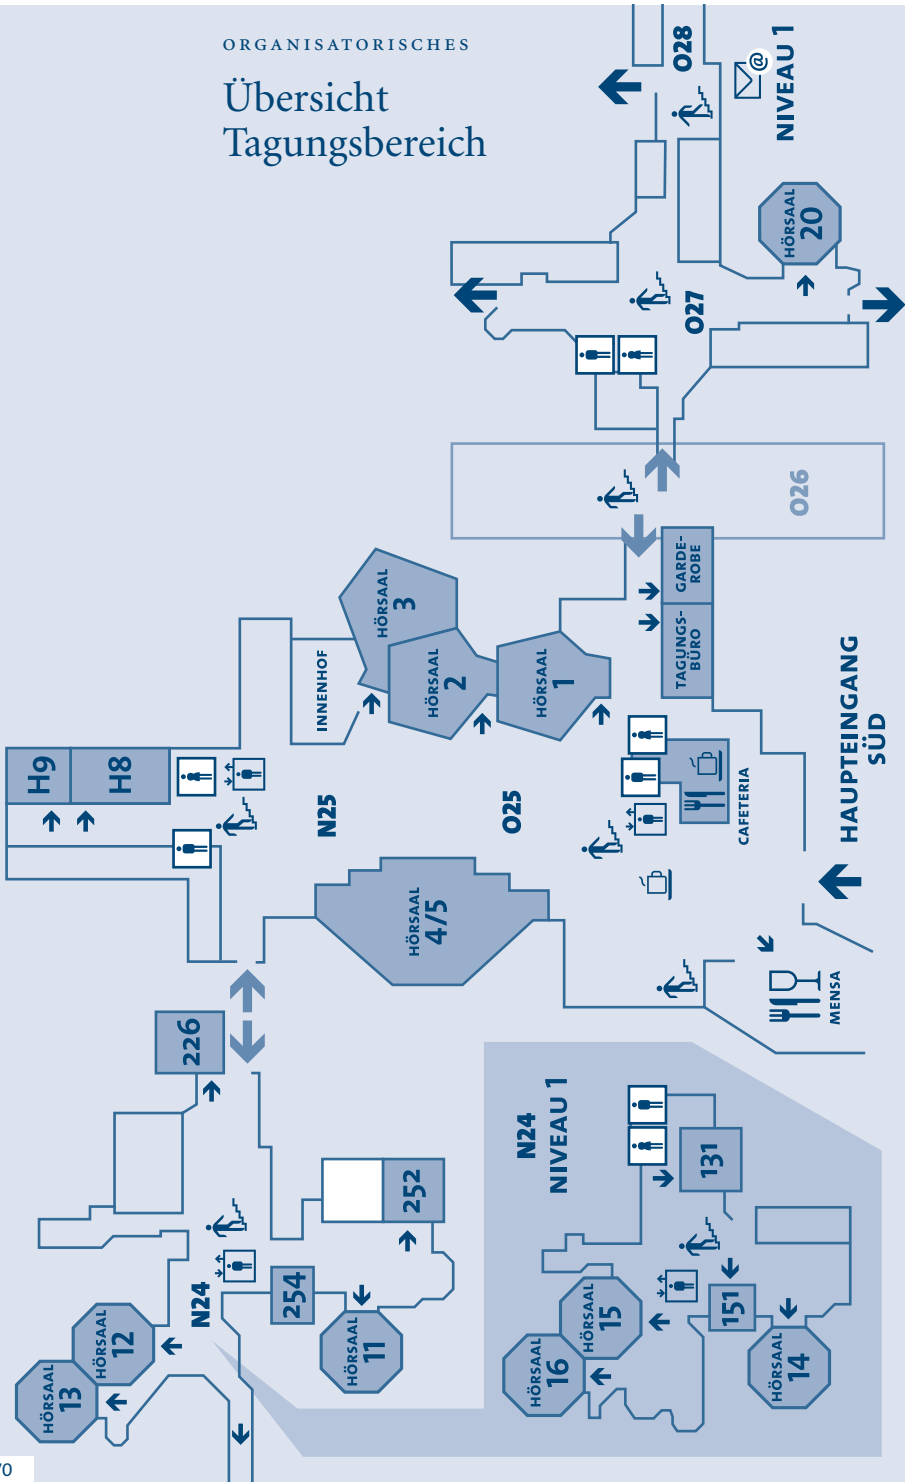 ORGANISATORISCHES
Übersicht
Tagungsbereich
O28
@
NIVEAU 1
HÖRSAAL
20
O27
O26
GARDE-
ROBE
TAGUNGS-
BÜRO
HÖRSAAL
3
HÖRSAAL
2
HÖRSAAL
1
INNENHOF
HAUPTEINGANG
SÜD
H9
H8
N25
O25
CAFETERIA
HÖRSAAL
4/5
MENSA
226
N24
NIVEAU 1
131
252
254
N24
HÖRSAAL
11
HÖRSAAL
12
HÖRSAAL
13
HÖRSAAL
15
HÖRSAAL
16
151
HÖRSAAL
14